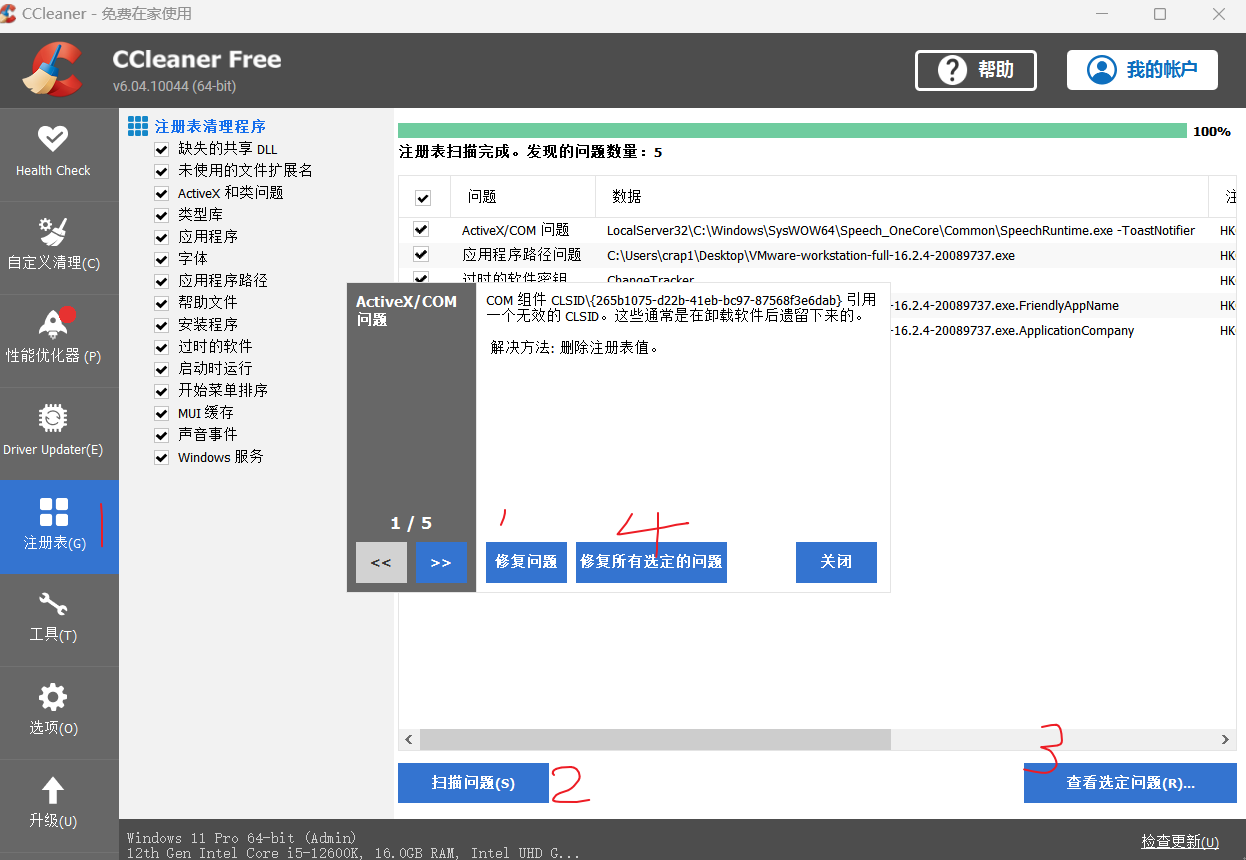 CCleaner - 免费在家使用
CCleaner Free
v6.04.10044 (64-bit)
帮助
我的帐户
Health Check
自定义清理(C)
性能优化器 (P)
Driver Updater(E)
注册表(G)
工具(T)
选项(O)
升级(U)
注册表清理程序
缺失的共享 DLL
未使用的文件扩展名
ActiveX 和类问题
类型库
应用程序
字体
应用程序路径
帮助文件
安装程序
过时的软件
启动时运行
开始菜单排序
MUI 缓存
声音事件
Windows 服务
100%
注册表扫描完成。发现的问题数量：5
问题 数据 注
ActiveX/COM 问题 LocalServer32\C:\Windows\SysWOW64\Speech_OneCore\Common\SpeechRuntime.exe -ToastNotifier HK
应用程序路径问题 C:\Users\crap1\Desktop\VMware-workstation-full-16.2.4-20089737.exe HK
过时的软件密钥 ChangeTracker HK
-16.2.4-20089737.exe.FriendlyAppName HK
-16.2.4-20089737.exe.ApplicationCompany HK
ActiveX/COM
问题
COM 组件 CLSID\{265b1075-d22b-41eb-bc97-87568f3e6dab} 引用
一个无效的 CLSID。这些通常是在卸载软件后遗留下来的。
解决方法: 删除注册表值。
1 / 5
<< >>
修复问题
修复所有选定的问题
关闭
4
扫描问题(S)
2
3
查看选定问题(R)...
Windows 11 Pro 64-bit (Admin)
12th Gen Intel Core i5-12600K, 16.0GB RAM, Intel UHD G...
检查更新(U)